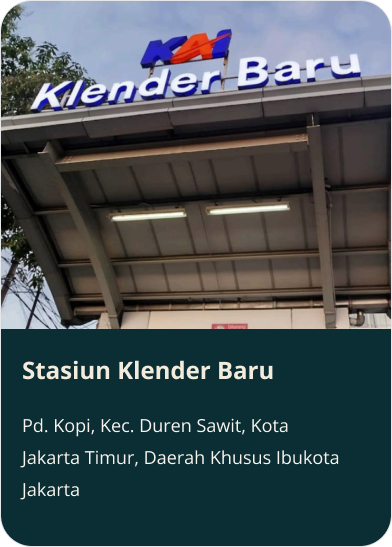 KAI
Klender Baru
Stasiun Klender Baru
Pd. Kopi, Kec. Duren Sawit, Kota
Jakarta Timur, Daerah Khusus Ibukota
Jakarta